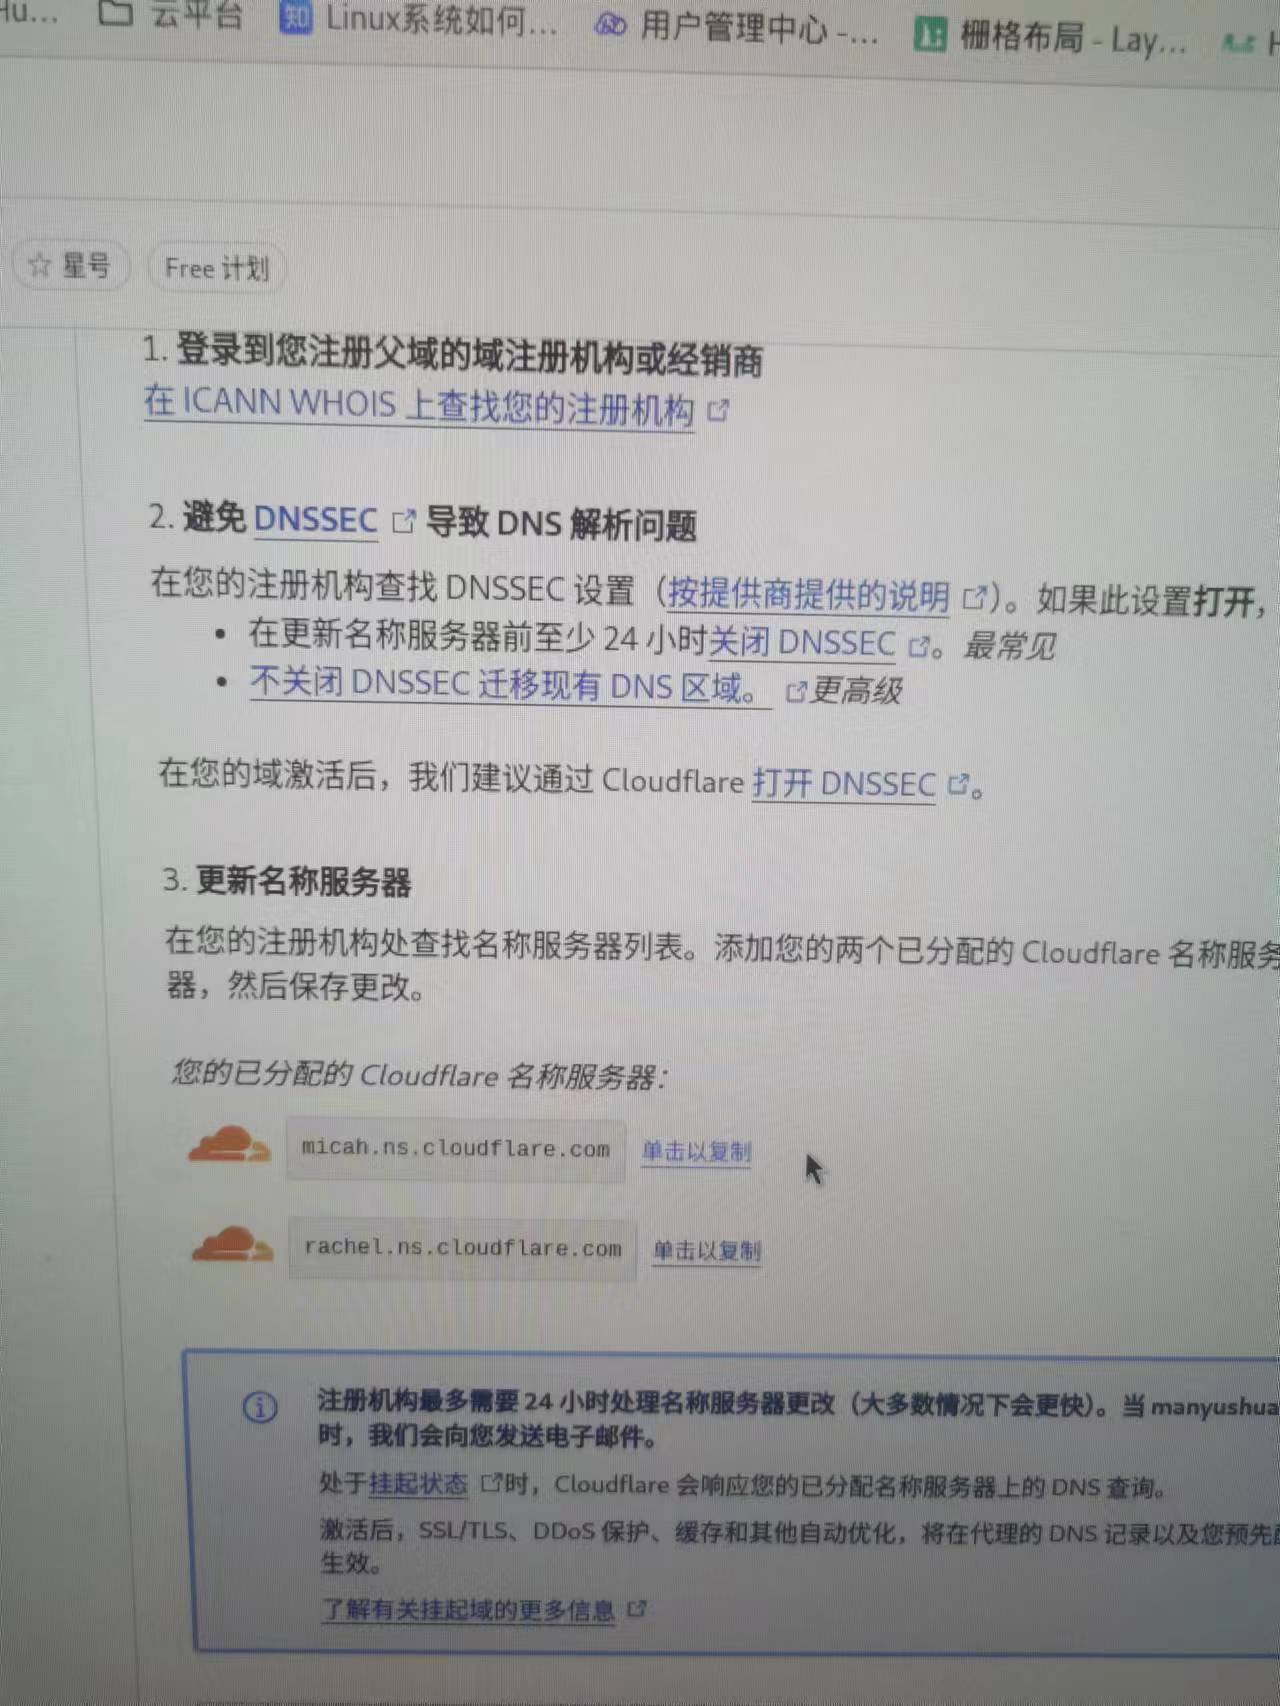 Hu...
云平台
Linux系统如何...
用户管理中心 -...
栅格布局 - Lay...
星号
Free 计划
1. 登录到您注册父域的域注册机构或经销商
在 ICANN WHOIS 上查找您的注册机构
2. 避免 DNSSEC 导致 DNS 解析问题
在您的注册机构查找 DNSSEC 设置（按提供商提供的说明）。如果此设置打开，
• 在更新名称服务器前至少 24 小时关闭 DNSSEC。最常见
• 不关闭 DNSSEC 迁移现有 DNS 区域。 更高级
在您的域激活后，我们建议通过 Cloudflare 打开 DNSSEC。
3. 更新名称服务器
在您的注册机构处查找名称服务器列表。添加您的两个已分配的 Cloudflare 名称服务
器，然后保存更改。
您的已分配的 Cloudflare 名称服务器：
micah.ns.cloudflare.com 单击以复制
rachel.ns.cloudflare.com 单击以复制
注册机构最多需要 24 小时处理名称服务器更改（大多数情况下会更快）。当 manyushua
时，我们会向您发送电子邮件。
处于挂起状态时，Cloudflare 会响应您的已分配名称服务器上的 DNS 查询。
激活后，SSL/TLS、DDoS 保护、缓存和其他自动优化，将在代理的 DNS 记录以及您预先
生效。
了解有关挂起域的更多信息